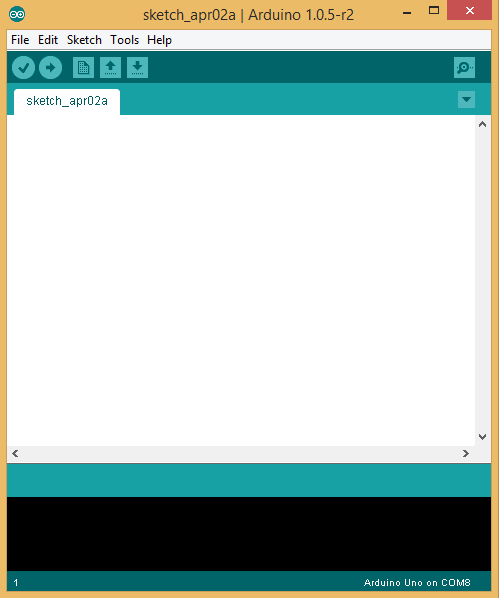 sketch_apr02a | Arduino 1.0.5-r2
File Edit Sketch Tools Help
sketch_apr02a
1 Arduino Uno on COM8